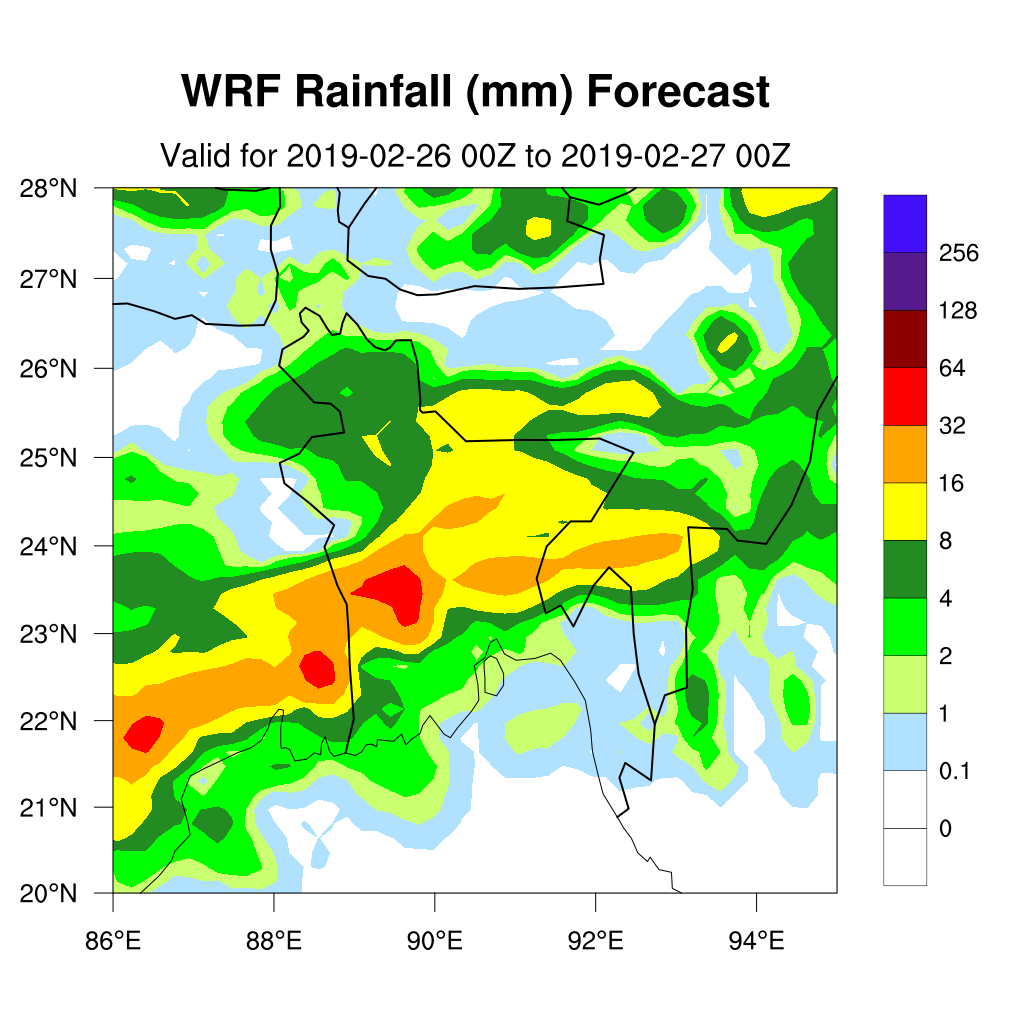 WRF Rainfall (mm) Forecast
Valid for 2019-02-26 00Z to 2019-02-27 00Z
28°N
27°N
26°N
25°N
24°N
23°N
22°N
21°N
20°N
86°E 88°E 90°E 92°E 94°E
256
128
64
32
16
8
4
2
1
0.1
0